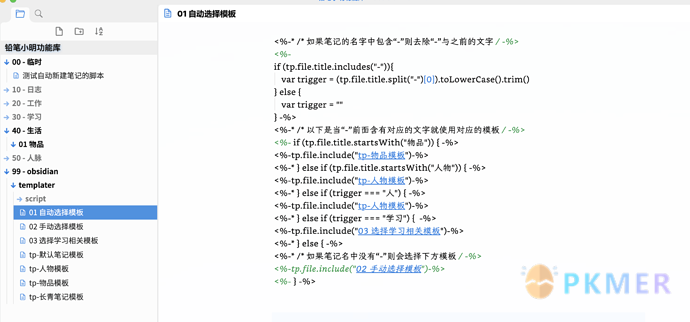 01 自动选择模板
铅笔小明功能库
00 - 临时
测试自动新建笔记的脚本
10 - 日志
20 - 工作
30 - 学习
40 - 生活
01 物品
50 - 人脉
99 - obsidian
templater
script
01 自动选择模板
02 手动选择模板
03 选择学习相关模板
tp-默认笔记模板
tp-人物模板
tp-物品模板
tp-长青笔记模板
<%-* /* 如果笔记的名字中包含“-”则去除“-”与之前的文字 / -%>
<%-
if (tp.file.title.includes("-")){
var trigger = (tp.file.title.split("-")[0]).toLowerCase().trim()
} else {
var trigger = ""
} -%>
<%-* /* 以下是当“-”前面含有对应的文字就使用对应的模板 / -%>
<%- if (tp.file.title.startsWith("物品")) { -%>
<%-tp.file.include("tp-物品模板")-%>
<%-* } else if (tp.file.title.startsWith("人物")) { -%>
<%-tp.file.include("tp-人物模板")-%>
<%-* } else if (trigger === "人") { -%>
<%-tp.file.include("tp-人物模板")-%>
<%-* } else if (trigger === "学习") { -%>
<%-tp.file.include("03 选择学习相关模板")-%>
<%-* } else { -%>
<%-* /* 如果笔记名中没有“-”则会选择下方模板 / -%>
<%-tp.file.include("02 手动选择模板")-%>
<%- } -%>
PKMER